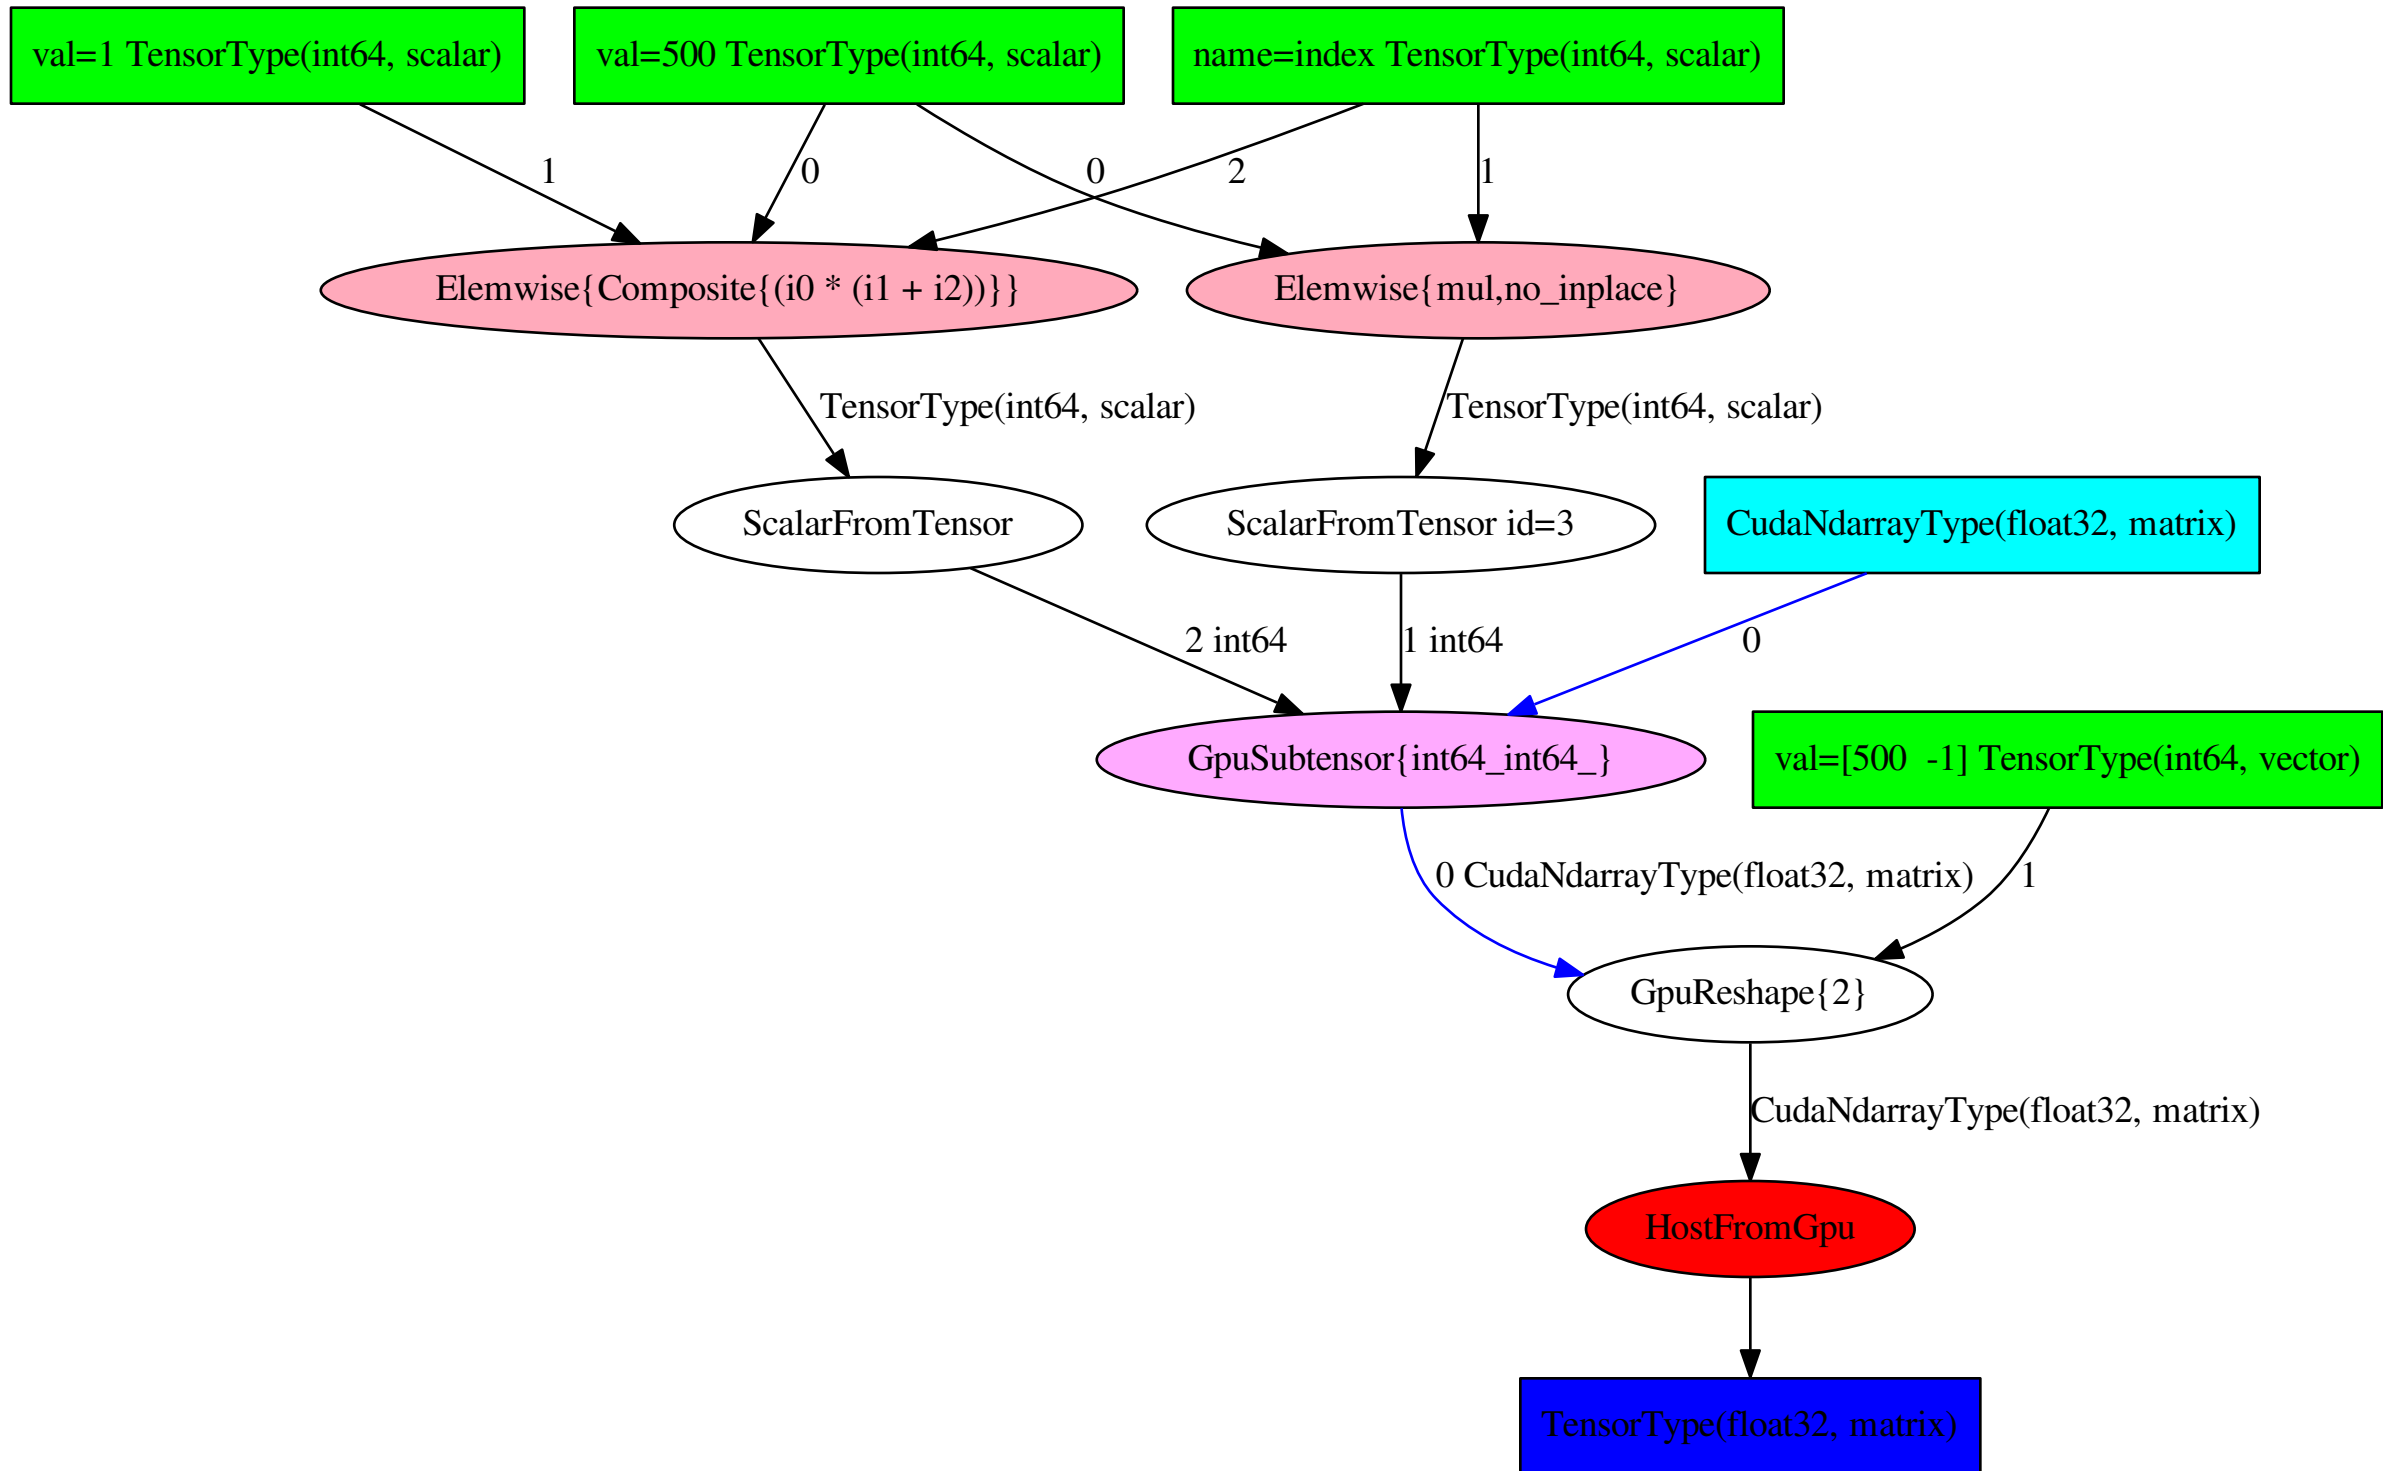 val=1 TensorType(int64, scalar)
val=500 TensorType(int64, scalar)
name=index TensorType(int64, scalar)
1
0
0
2
1
Elemwise{Composite{(i0 * (i1 + i2))}}
Elemwise{mul,no_inplace}
TensorType(int64, scalar)
TensorType(int64, scalar)
ScalarFromTensor
ScalarFromTensor id=3
CudaNdarrayType(float32, matrix)
2 int64
1 int64
0
GpuSubtensor{int64_int64_}
val=[500  -1] TensorType(int64, vector)
0 CudaNdarrayType(float32, matrix)
1
GpuReshape{2}
CudaNdarrayType(float32, matrix)
HostFromGpu
TensorType(float32, matrix)